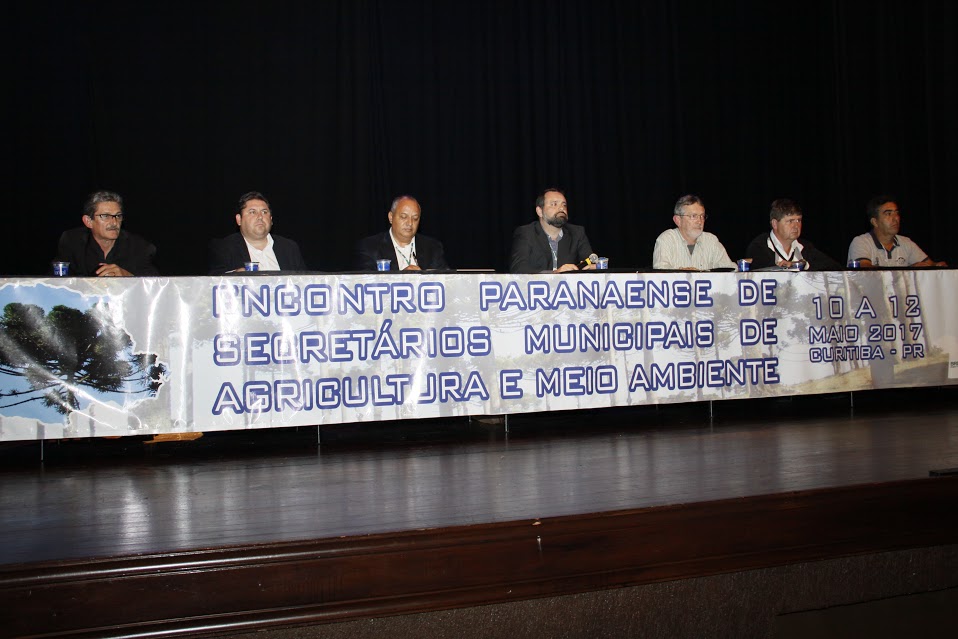 ENCONTRO PARANAENSE DE
SECRETÁRIOS MUNICIPAIS DE
AGRICULTURA E MEIO AMBIENTE
10 A 12
MAIO 2017
CURITIBA - PR